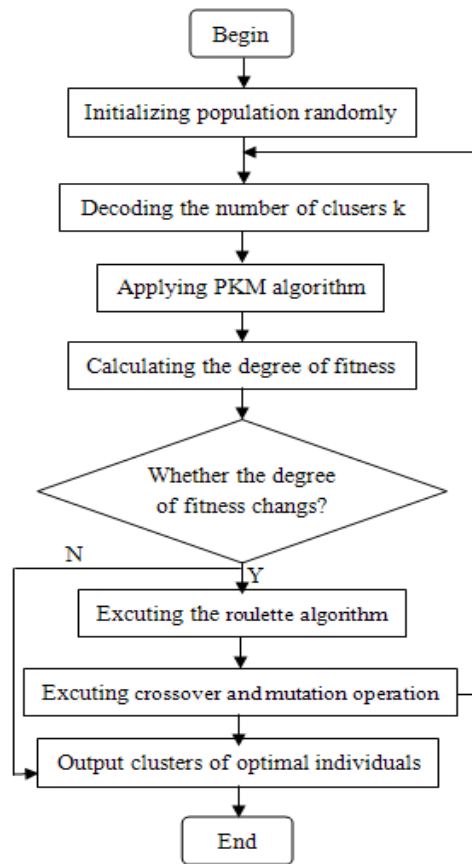 Begin
Initializing population randomly
Decoding the number of clusers k
Applying PKM algorithm
Calculating the degree of fitness
Whether the degree
of fitness changs?
N
Y
Excuting the roulette algorithm
Excuting crossover and mutation operation
Output clusters of optimal individuals
End